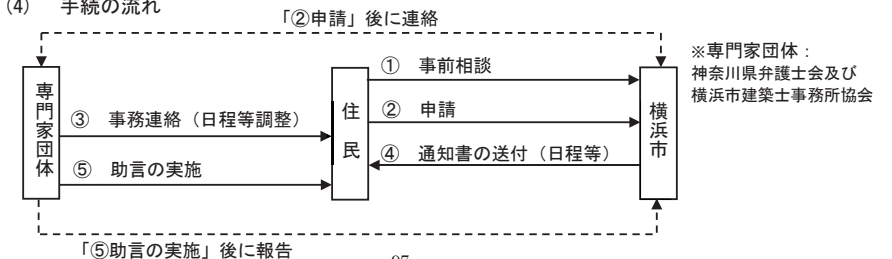 (4) 手続の流れ
「②申請」後に連絡
※専門家団体：
神奈川県弁護士会及び
横浜市建築士事務所協会
専門家団体
住民
横浜市
① 事前相談
② 申請
③ 事務連絡（日程等調整）
④ 通知書の送付（日程等）
⑤ 助言の実施
「⑤助言の実施」後に報告